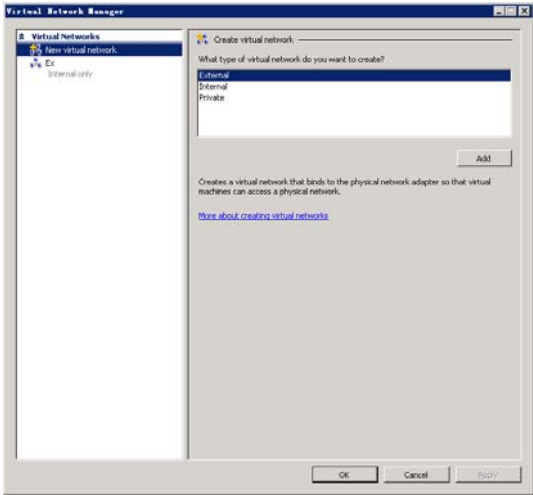 Virtual Network Manager
Virtual Networks
New virtual network
Ex
Internal only
Create virtual network
What type of virtual network do you want to create?
External
Internal
Private
Add
Creates a virtual network that binds to the physical network adapter so that virtual
machines can access a physical network.
More about creating virtual networks
OK
Cancel
Apply